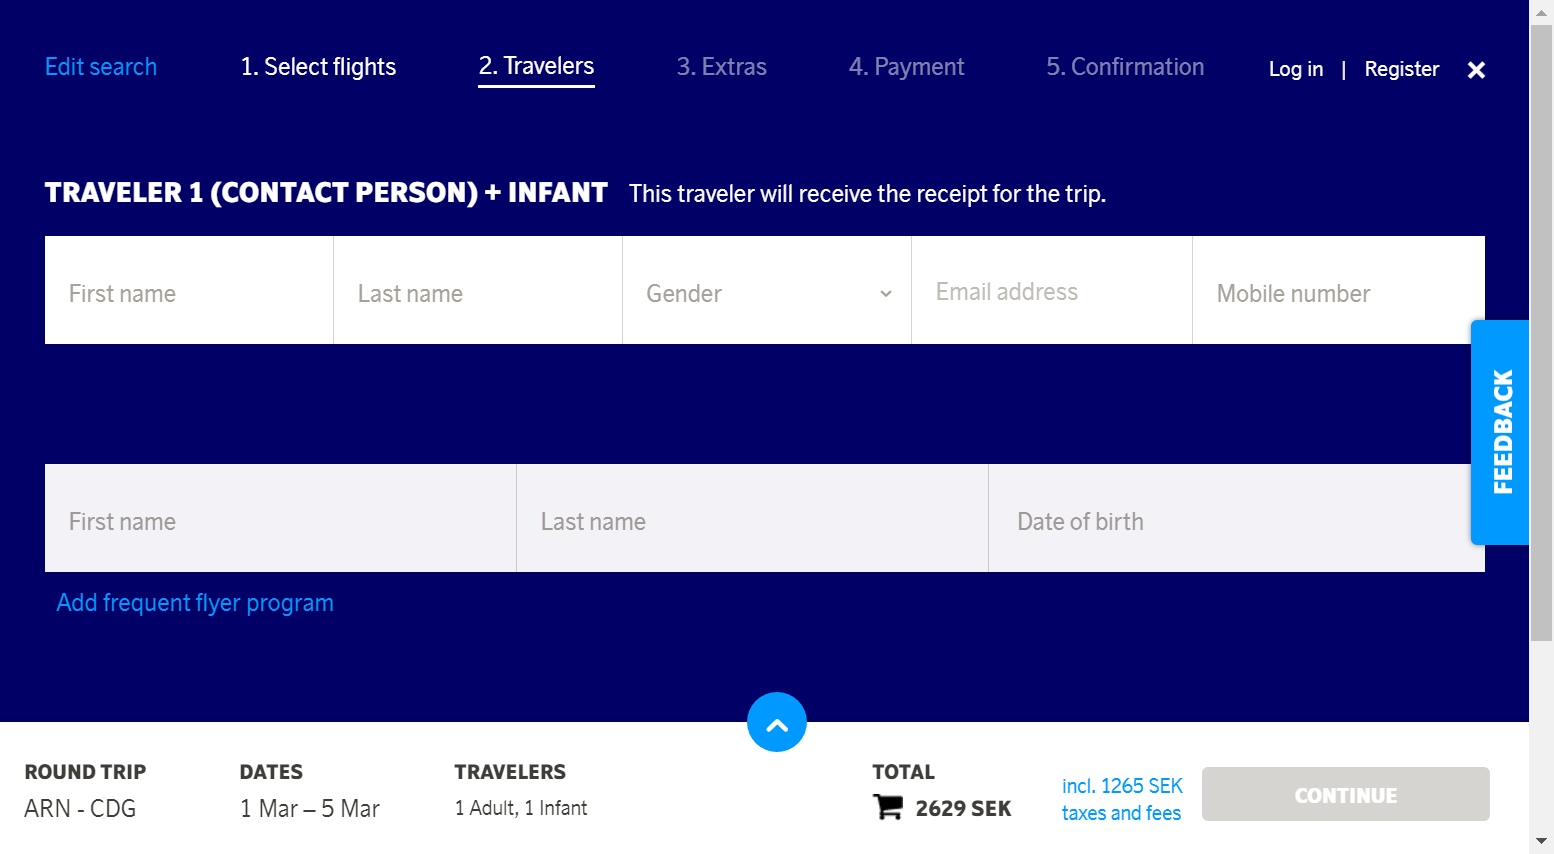 Edit search
1. Select flights
2. Travelers
3. Extras
4. Payment
5. Confirmation
Log in | Register
TRAVELER 1 (CONTACT PERSON) + INFANT This traveler will receive the receipt for the trip.
First name
Last name
Gender
Email address
Mobile number
FEEDBACK
First name
Last name
Date of birth
Add frequent flyer program
ROUND TRIP
ARN - CDG
DATES
1 Mar – 5 Mar
TRAVELERS
1 Adult, 1 Infant
TOTAL
2629 SEK
incl. 1265 SEK
taxes and fees
CONTINUE